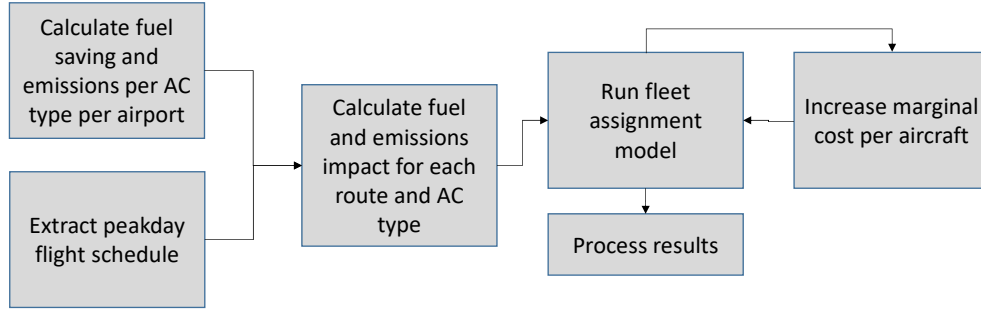 Calculate fuel
saving and
emissions per AC
type per airport
Extract peakday
flight schedule
Calculate fuel
and emissions
impact for each
route and AC
type
Run fleet
assignment
model
Increase marginal
cost per aircraft
Process results